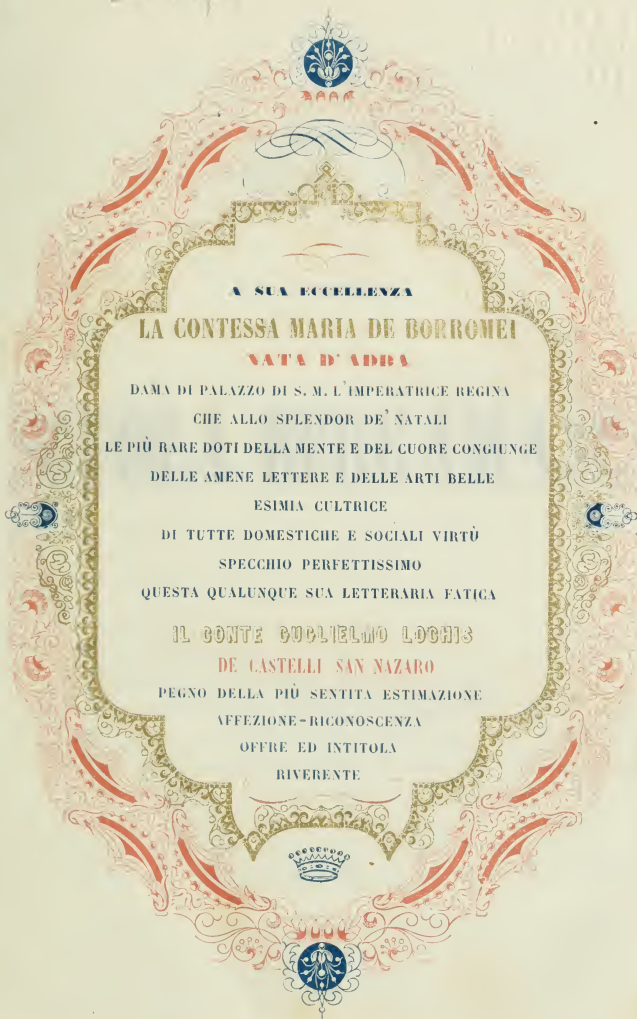 A SUA ECCELLENZA
LA CONTESSA MARIA DE BORROMEI
NATA D'ADDA
DAMA DI PALAZZO DI S. M. L'IMPERATRICE REGINA
CHE ALLO SPLENDOR DE' NATALI
LE PIÙ RARE DOTI DELLA MENTE E DEL CUORE CONGIUNGE
DELLE AMENE LETTERE E DELLE ARTI BELLE
ESIMIA CULTRICE
DI TUTTE DOMESTICHE E SOCIALI VIRTÙ
SPECCHIO PERFETTISSIMO
QUESTA QUALUNQUE SUA LETTERARIA FATICA
IL CONTE GUGLIELMO LOCHIS
DE CASTELLI SAN NAZARO
PEGNO DELLA PIÙ SENTITA ESTIMAZIONE
AFFEZIONE-RICONOSCENZA
OFFRE ED INTITOLA
RIVERENTE